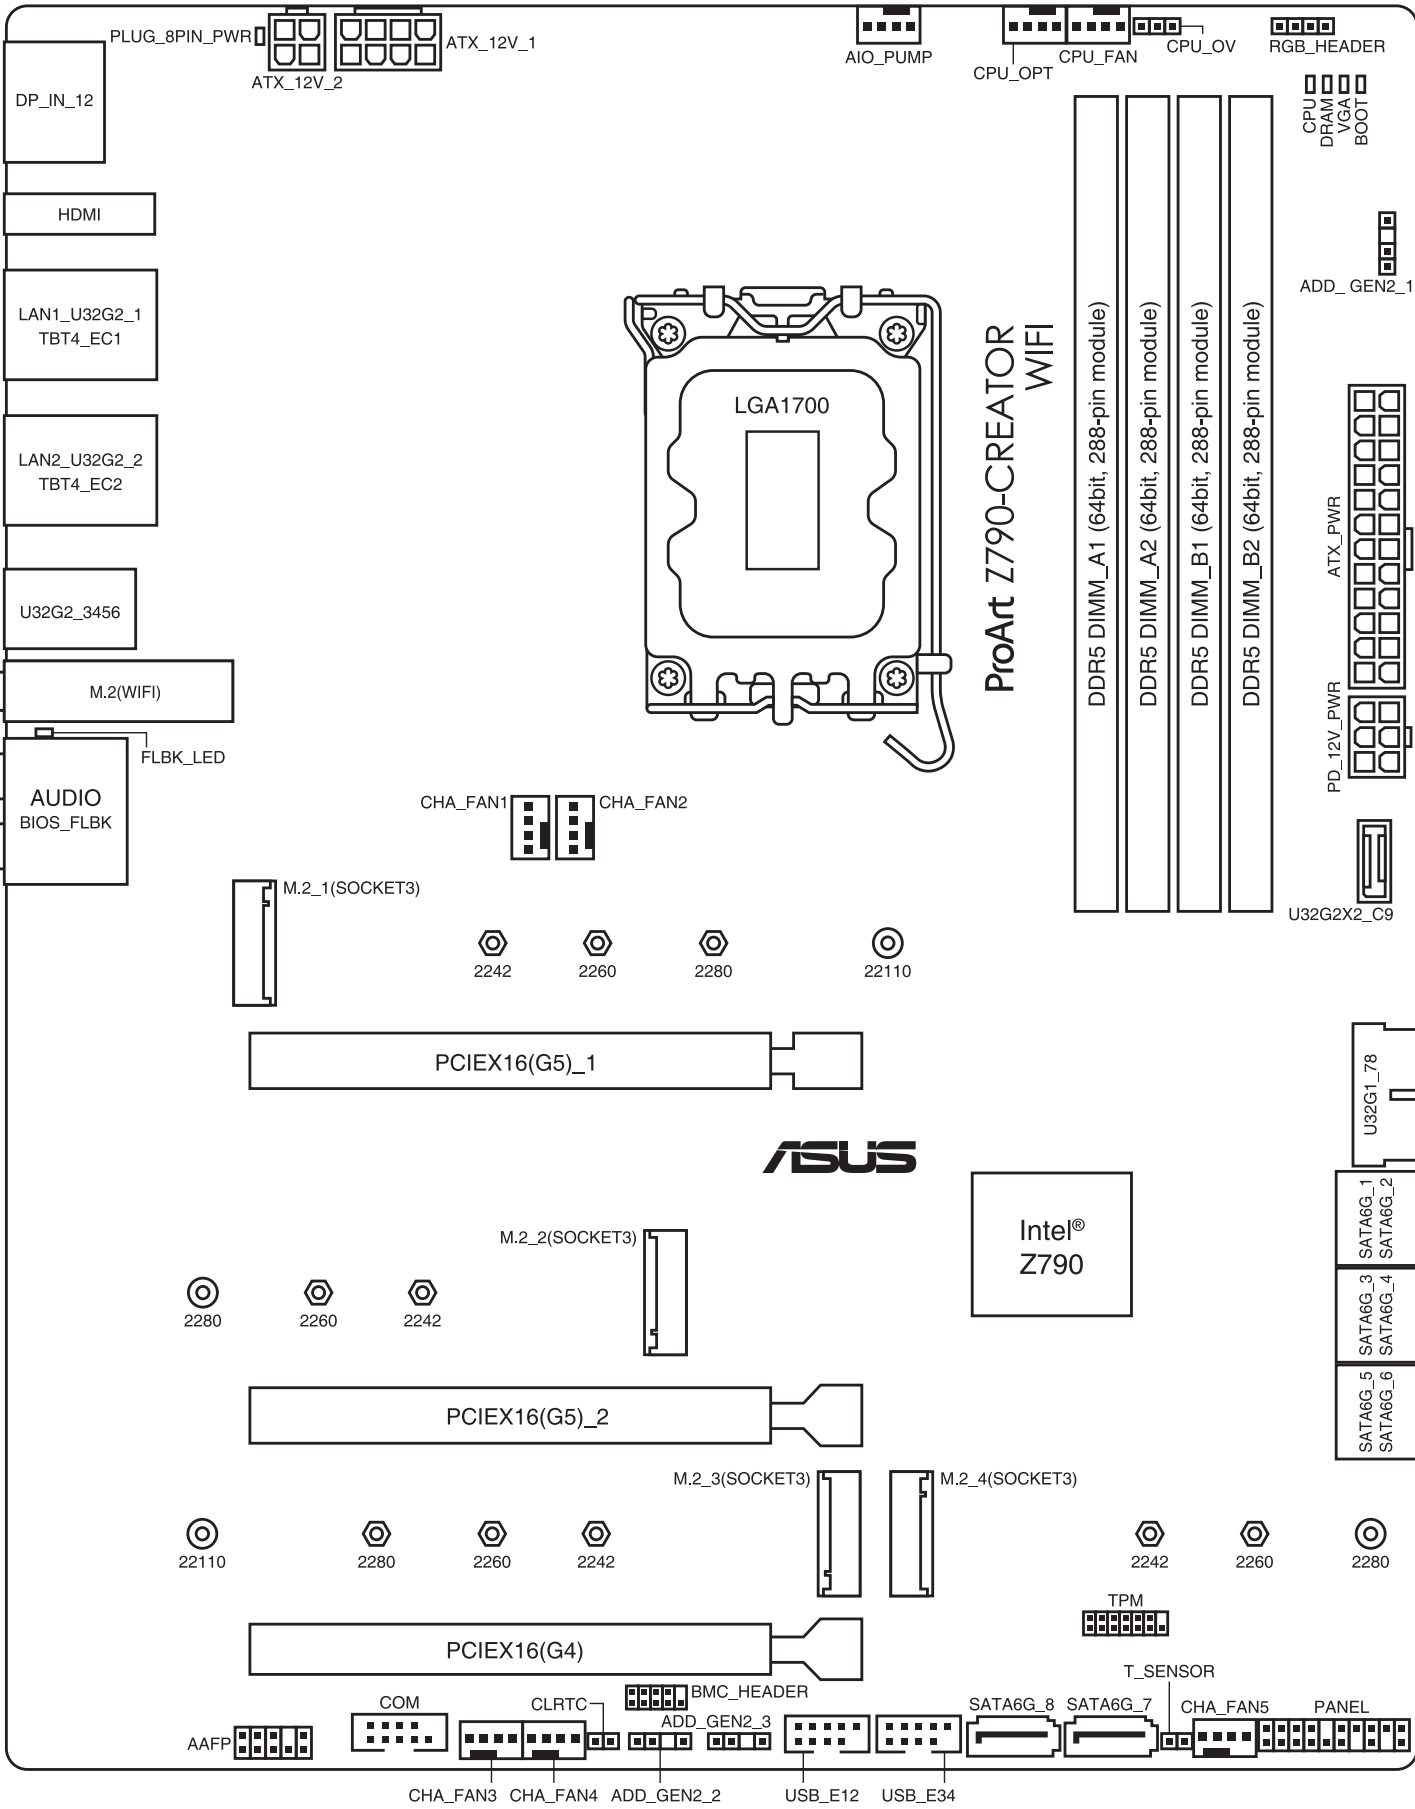 PLUG_8PIN_PWR
ATX_12V_2
ATX_12V_1
AIO_PUMP
CPU_OPT
CPU_FAN
CPU_OV
RGB_HEADER
DP_IN_12
CPU
DRAM
VGA
BOOT
HDMI
ADD_ GEN2_1
LAN1_U32G2_1
TBT4_EC1
LAN2_U32G2_2
TBT4_EC2
LGA1700
ProArt Z790-CREATOR
WIFI
DDR5 DIMM_A1 (64bit, 288-pin module)
DDR5 DIMM_A2 (64bit, 288-pin module)
DDR5 DIMM_B1 (64bit, 288-pin module)
DDR5 DIMM_B2 (64bit, 288-pin module)
ATX_PWR
U32G2_3456
M.2(WIFI)
PD_12V_PWR
FLBK_LED
AUDIO
BIOS_FLBK
CHA_FAN1
CHA_FAN2
M.2_1(SOCKET3)
U32G2X2_C9
2242
2260
2280
22110
PCIEX16(G5)_1
U32G1_78
ASUS
SATA6G_1
SATA6G_2
Intel®
Z790
M.2_2(SOCKET3)
2280
2260
2242
SATA6G_3
SATA6G_4
SATA6G_5
SATA6G_6
PCIEX16(G5)_2
M.2_3(SOCKET3)
M.2_4(SOCKET3)
22110
2280
2260
2242
2242
2260
2280
TPM
PCIEX16(G4)
T_SENSOR
BMC_HEADER
COM
CLRTC
SATA6G_8
SATA6G_7
CHA_FAN5
PANEL
ADD_GEN2_3
AAFP
CHA_FAN3
CHA_FAN4
ADD_GEN2_2
USB_E12
USB_E34